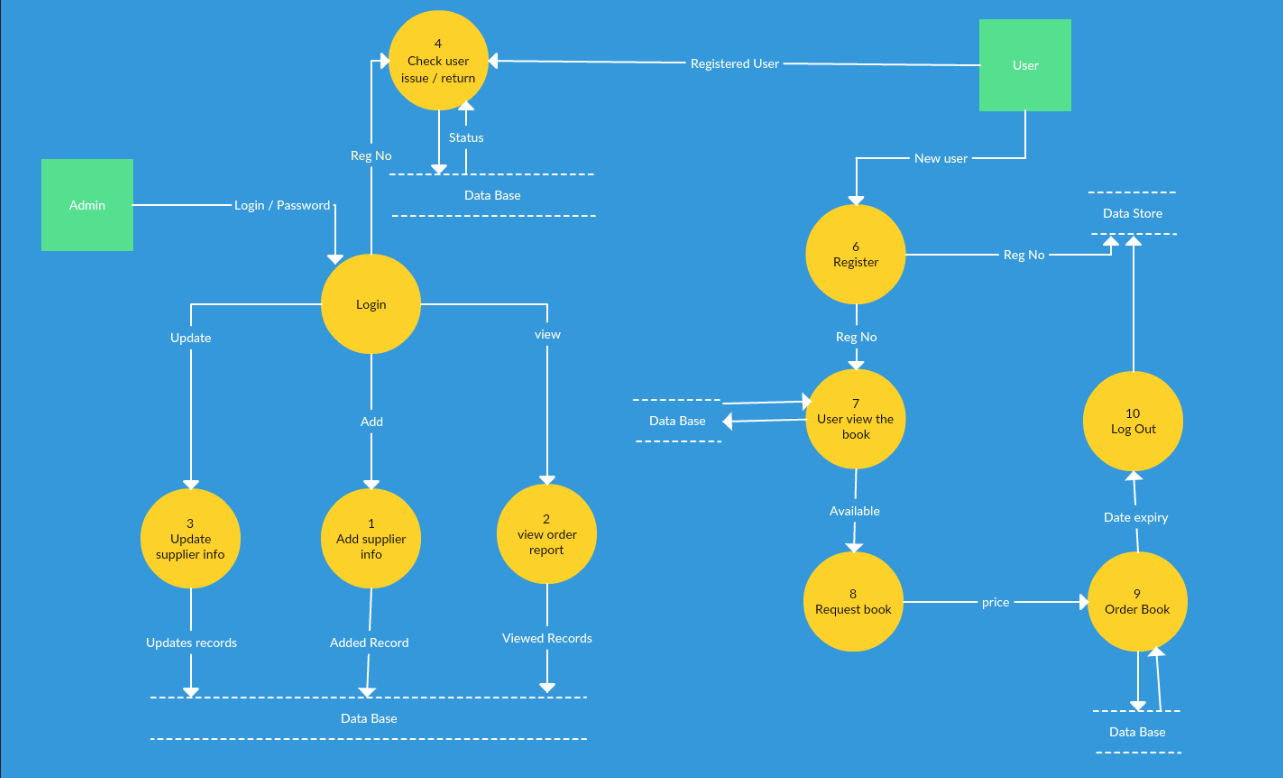 4
Check user
issue / return
Registered User
User
Status
Reg No
New user
Data Base
Admin
Login / Password
Data Store
6
Register
Reg No
Login
Update
view
Reg No
Add
7
User view the
book
Data Base
10
Log Out
3
Update
supplier info
1
Add supplier
info
2
view order
report
Available
Date expiry
8
Request book
price
9
Order Book
Updates records
Added Record
Viewed Records
Data Base
Data Base